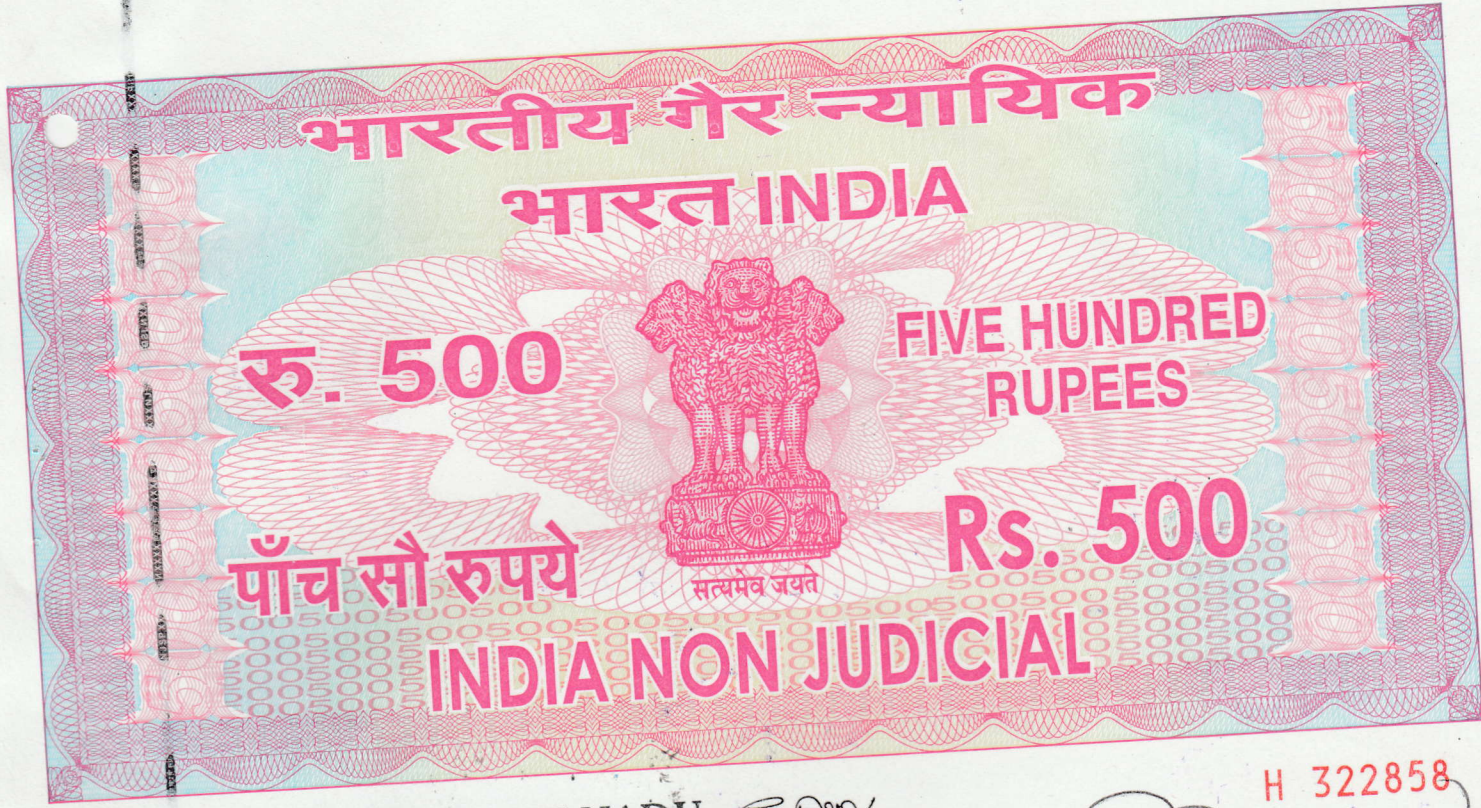 भारतीय गैर न्यायिक
भारत INDIA
रु. 500
FIVE HUNDRED
RUPEES
पाँच सौ रुपये
Rs. 500
सत्यमेव जयते
INDIA NON JUDICIAL
H 322858